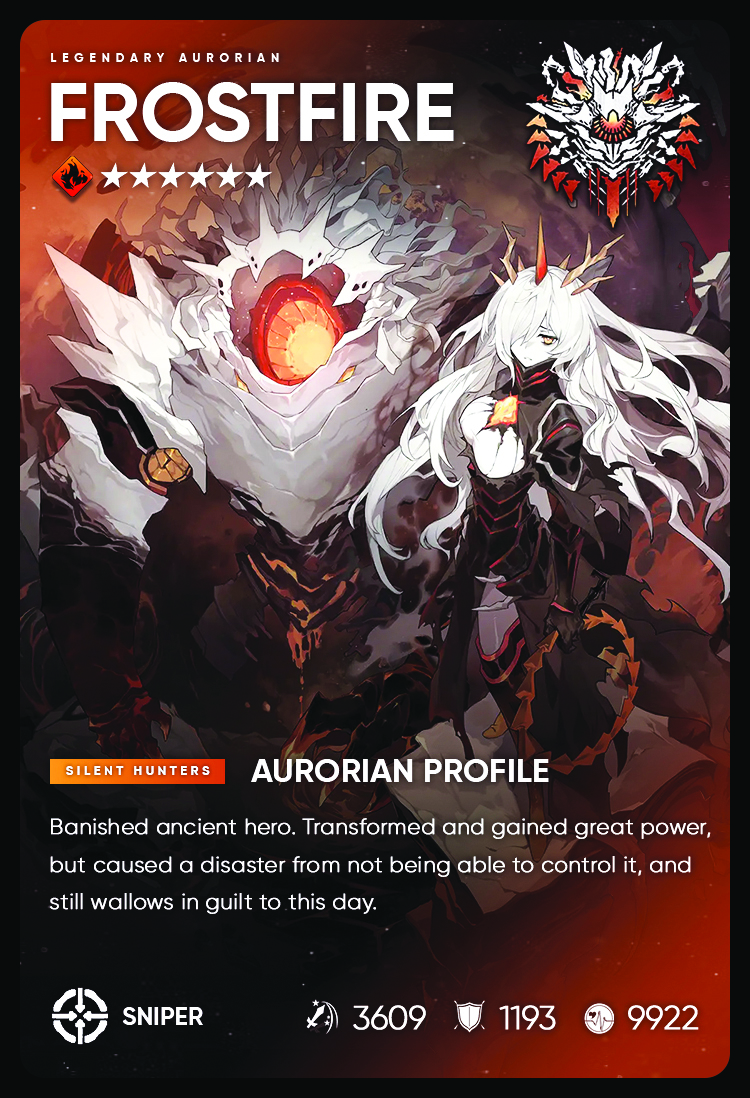 LEGENDARY AURORIAN
FROSTFIRE
SILENT HUNTERS
AURORIAN PROFILE
Banished ancient hero. Transformed and gained great power,
but caused a disaster from not being able to control it, and
still wallows in guilt to this day.
SNIPER
3609
1193
9922